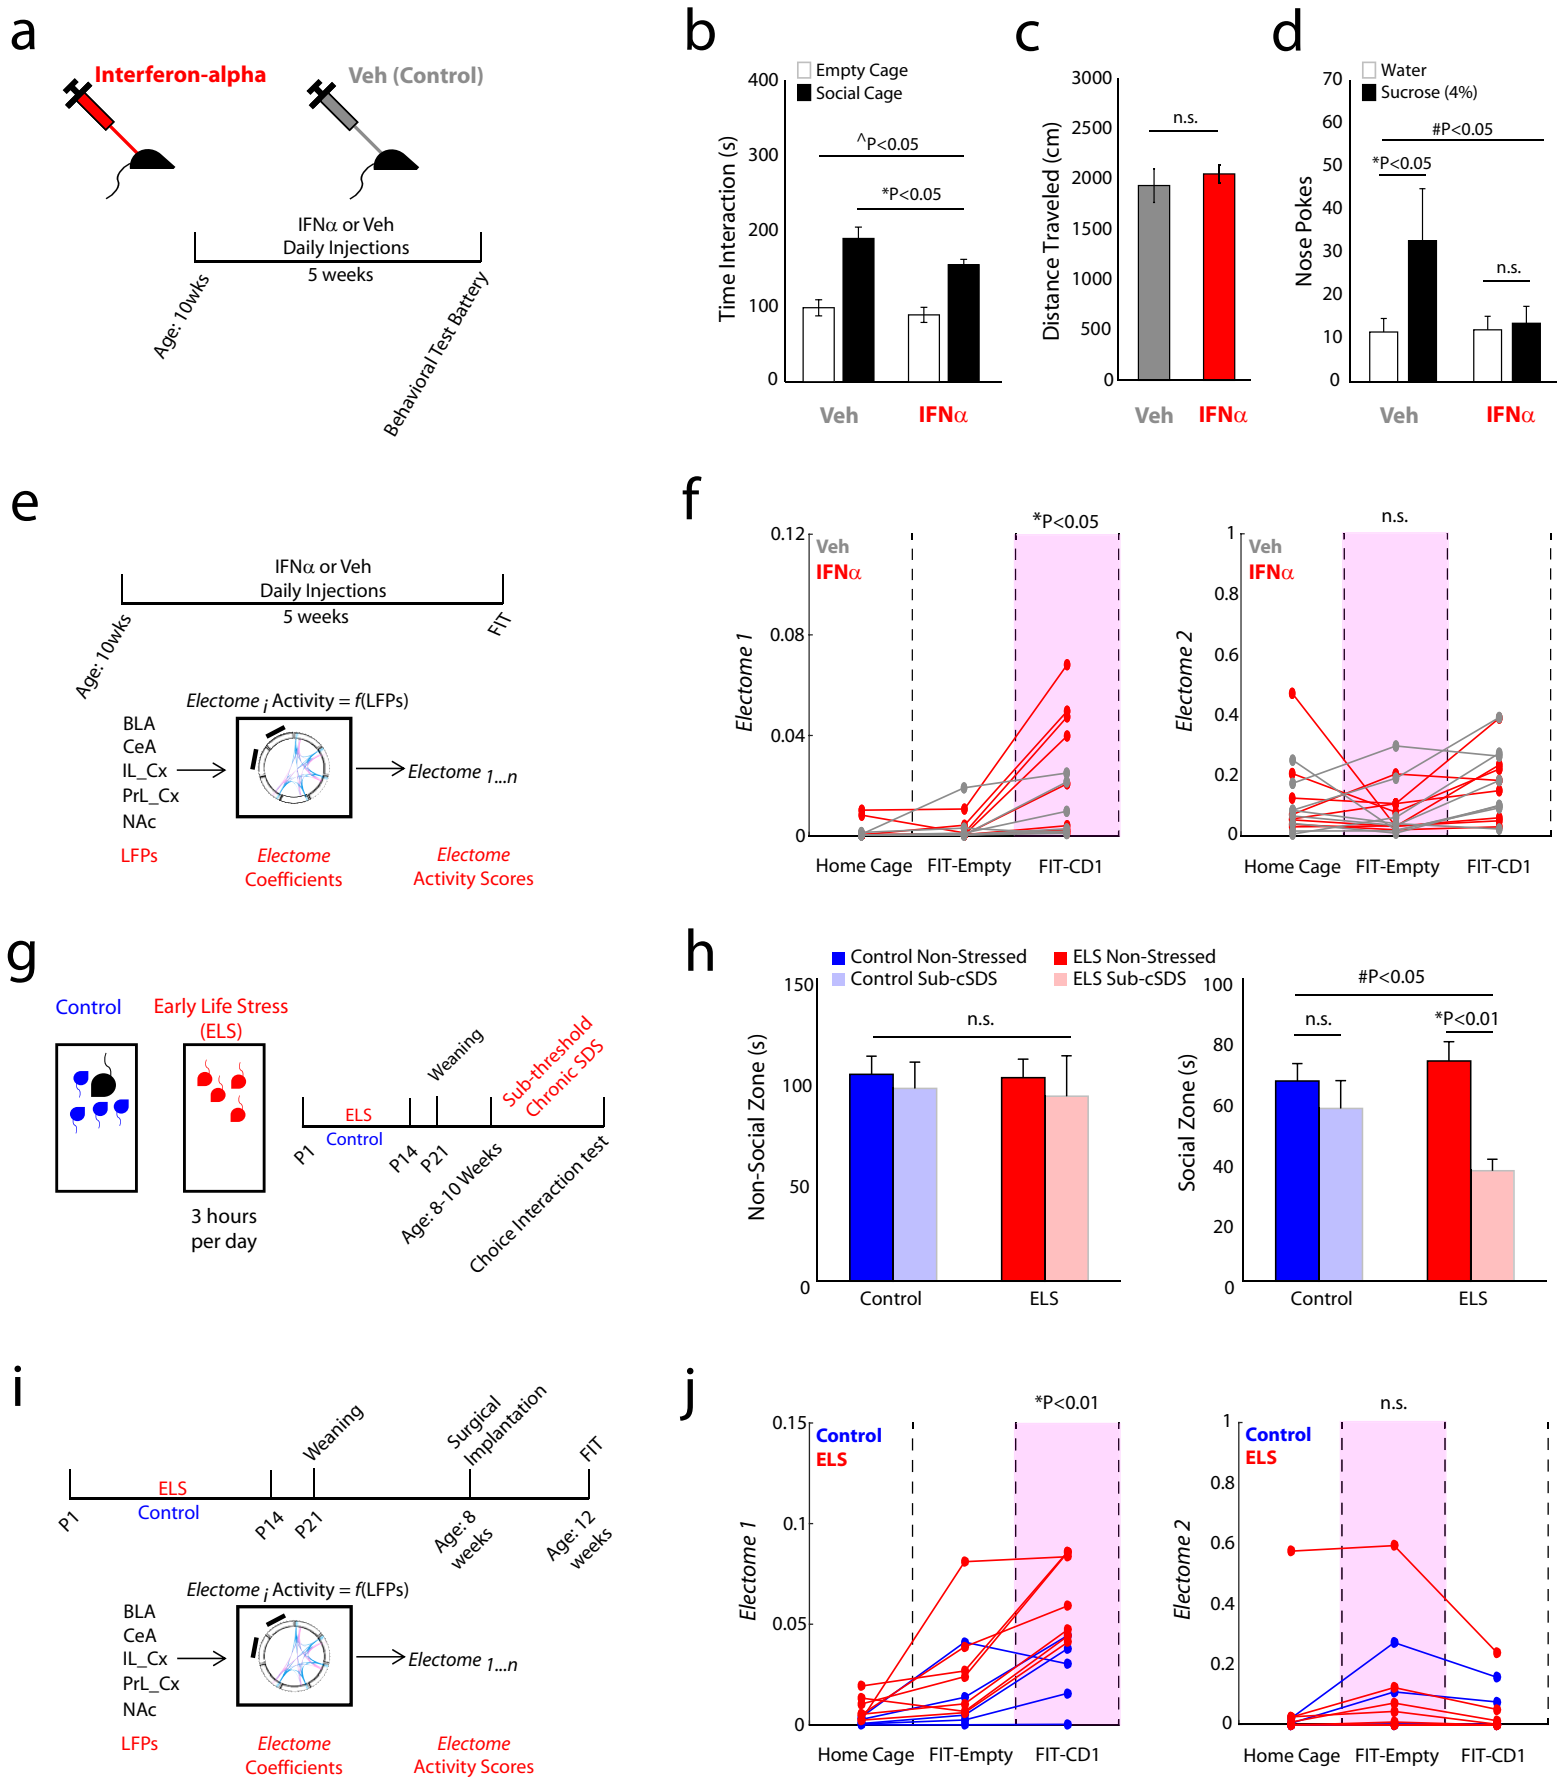 a
Interferon-alpha
Veh (Control)
IFNα or Veh
Daily Injections
5 weeks
Age: 10wks
Behavioral Test Battery
b
Empty Cage
Social Cage
Time Interaction (s)
400
300
200
100
0
^P<0.05
*P<0.05
Veh
IFNα
c
Distance Traveled (cm)
3000
2500
2000
1500
1000
500
0
n.s.
Veh
IFNα
d
Water
Sucrose (4%)
Nose Pokes
70
60
50
40
30
20
10
0
#P<0.05
*P<0.05
n.s.
Veh
IFNα
e
IFNα or Veh
Daily Injections
5 weeks
Age: 10wks
FIT
Electome i Activity = f(LFPs)
BLA
CeA
IL_Cx
PrL_Cx
NAc
Electome 1...n
LFPs
Electome
Coefficients
Electome
Activity Scores
f
*P<0.05
Veh
IFNα
Electome 1
0.12
0.08
0.04
0
Home Cage
FIT-Empty
FIT-CD1
n.s.
Veh
IFNα
Electome 2
1
0.8
0.6
0.4
0.2
0
Home Cage
FIT-Empty
FIT-CD1
g
Control
Early Life Stress
(ELS)
3 hours
per day
ELS
Control
P1
P14
P21
Weaning
Age: 8-10 Weeks
Sub-threshold
Chronic SDS
Choice Interaction test
h
Control Non-Stressed
ELS Non-Stressed
Control Sub-cSDS
ELS Sub-cSDS
Non-Social Zone (s)
150
100
50
0
n.s.
Control
ELS
Social Zone (s)
100
80
60
40
20
0
#P<0.05
n.s.
*P<0.01
Control
ELS
i
ELS
Control
P1
P14
P21
Weaning
Surgical
Implantation
FIT
Age: 8
weeks
Age: 12
weeks
Electome i Activity = f(LFPs)
BLA
CeA
IL_Cx
PrL_Cx
NAc
Electome 1...n
LFPs
Electome
Coefficients
Electome
Activity Scores
j
*P<0.01
Control
ELS
Electome 1
0.15
0.1
0.05
0
Home Cage
FIT-Empty
FIT-CD1
n.s.
Control
ELS
Electome 2
1
0.8
0.6
0.4
0.2
0
Home Cage
FIT-Empty
FIT-CD1